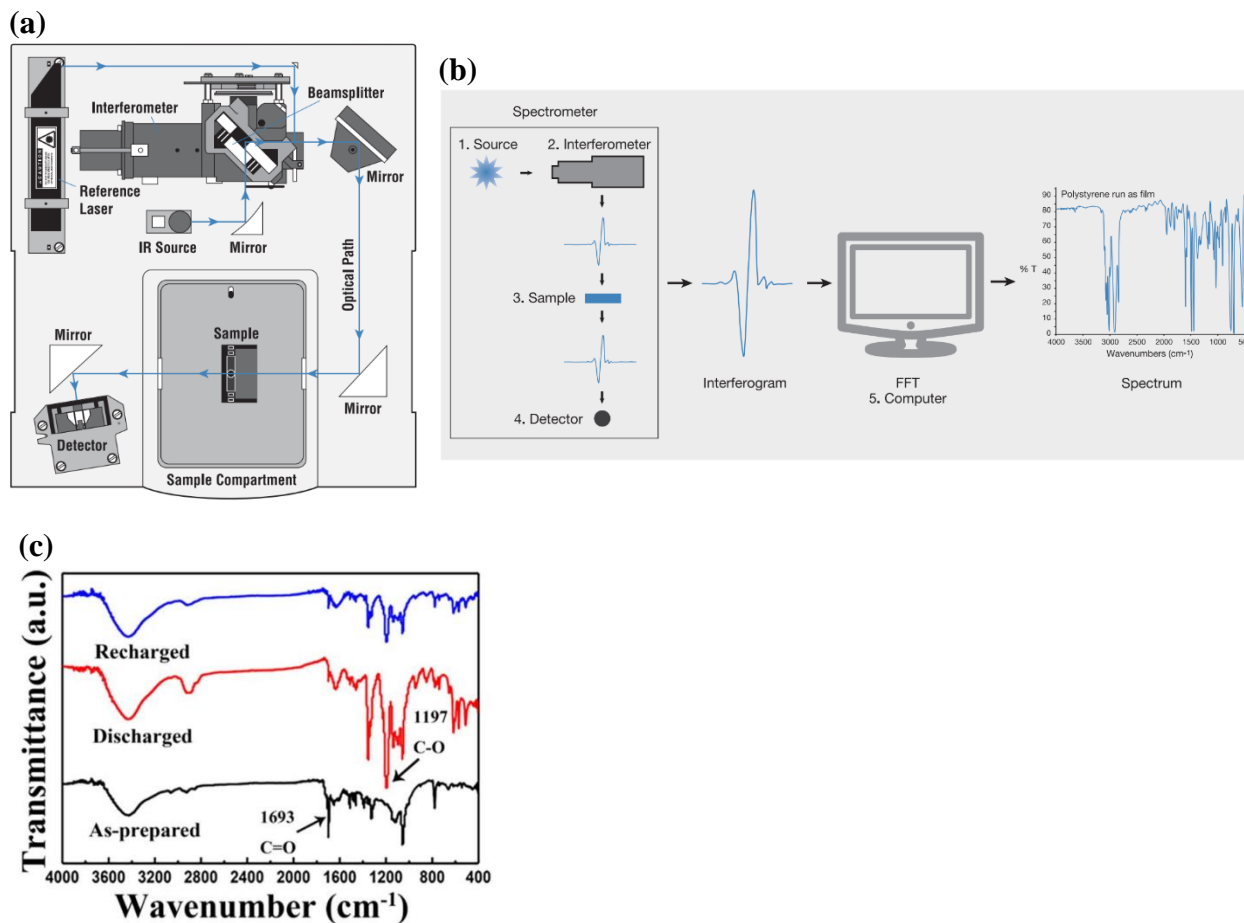 (a)
Interferometer
Beamsplitter
Mirror
Reference
Laser
IR Source
Mirror
Optical Path
Mirror
Sample
Mirror
Detector
Sample Compartment
(b)
Spectrometer
1. Source
2. Interferometer
3. Sample
4. Detector
Interferogram
FFT
5. Computer
Polystyrene run as film
% T
90
80
70
60
50
40
30
20
10
0
4000 3000 2000 1000 50
Wavenumbers (cm-1)
Spectrum
(c)
Transmittance (a.u.)
Recharged
Discharged
1197
C-O
As-prepared
1693
C=O
4000 3600 3200 2800 2400 2000 1600 1200 800 400
Wavenumber (cm-1)